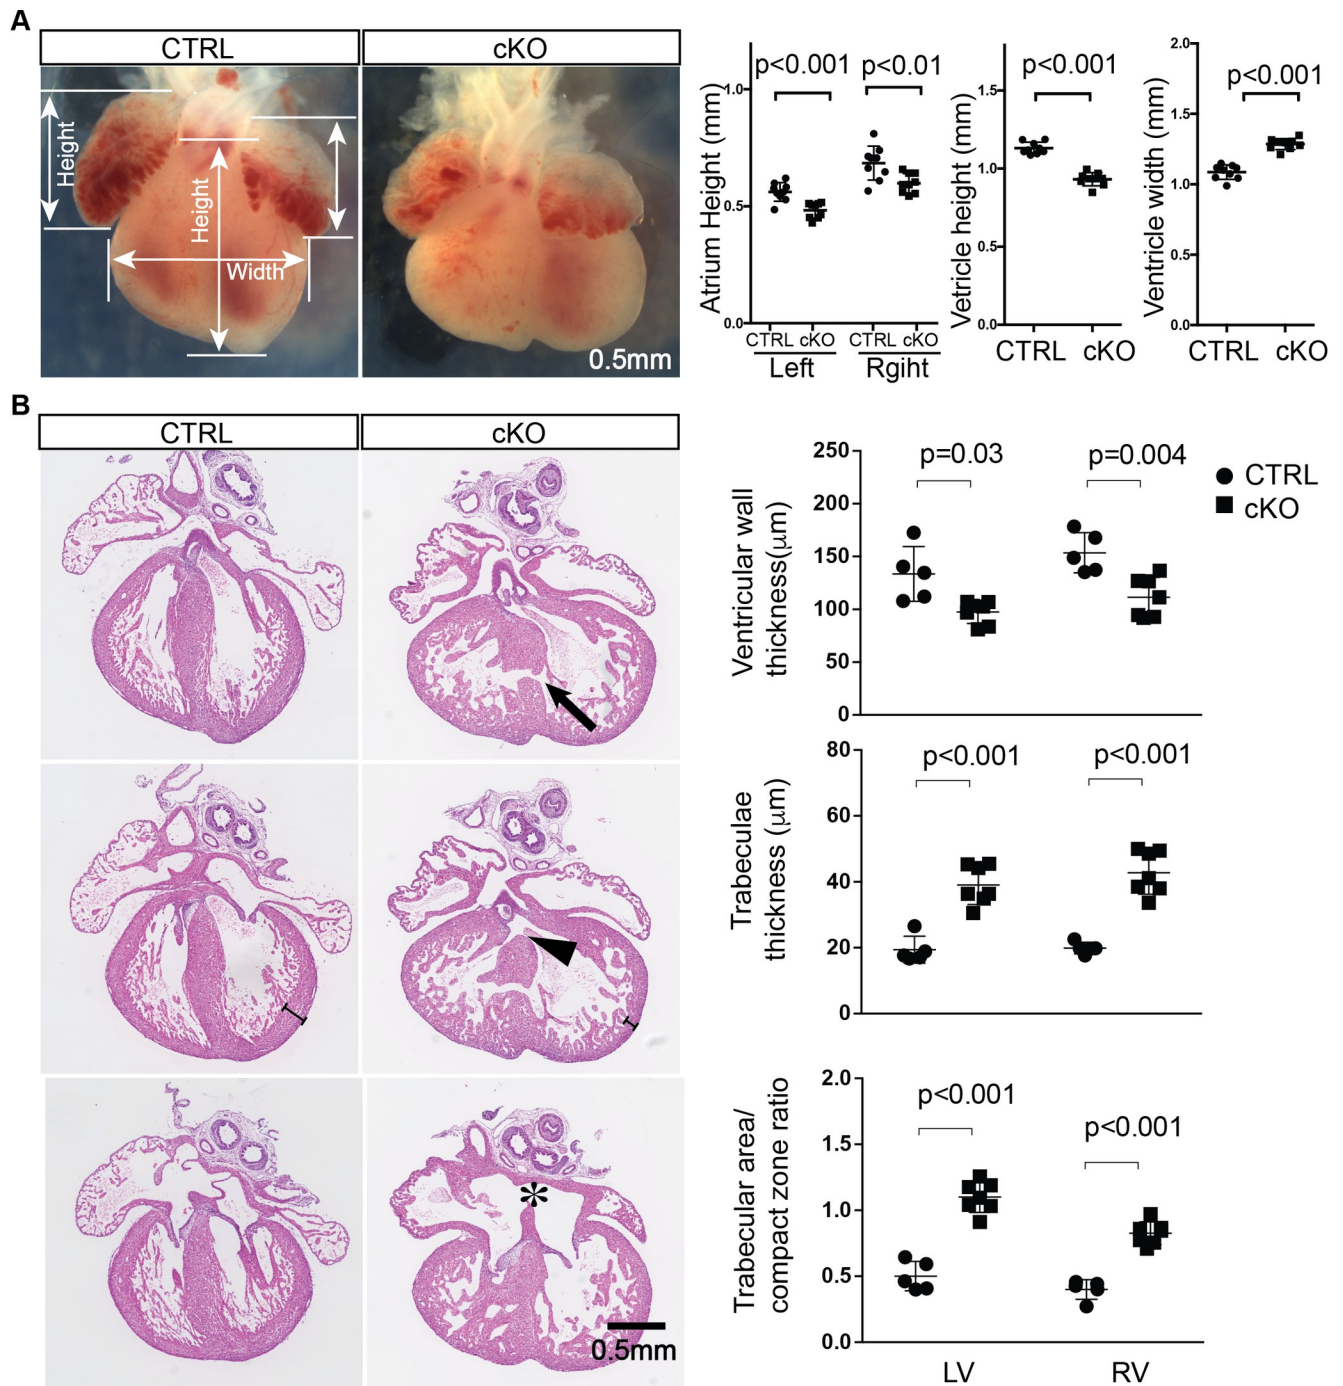 A
CTRL
cKO
Height
Height
Width
0.5mm
Atrium Height (mm)
1.0
0.5
0.0
p<0.001
p<0.01
CTRL cKO
CTRL cKO
Left
Rgiht
Vetricle height (mm)
1.5
1.0
0.5
0.0
p<0.001
CTRL
cKO
Ventricle width (mm)
2.0
1.5
1.0
0.5
0.0
p<0.001
CTRL
cKO
B
CTRL
cKO
*
0.5mm
Ventricular wall
thickness(μm)
250
200
150
100
50
0
p=0.03
p=0.004
CTRL
cKO
Trabeculae
thickness (μm)
80
60
40
20
0
p<0.001
p<0.001
Trabecular area/
compact zone ratio
2.0
1.5
1.0
0.5
0.0
p<0.001
p<0.001
LV
RV